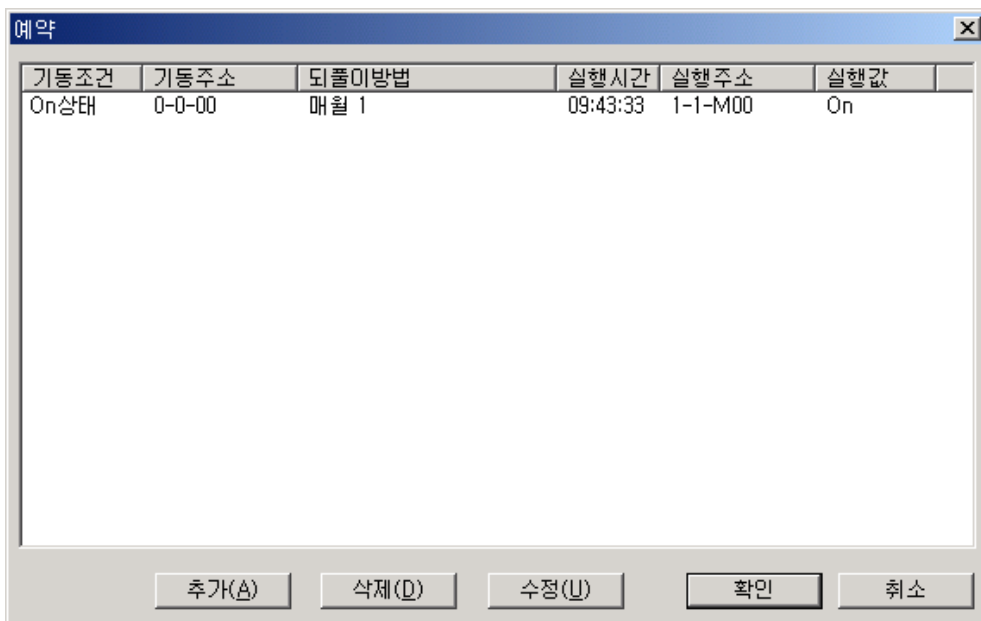 예약
기동조건 기동주소 되풀이방법 실행시간 실행주소 실행값
On상태 0-0-00 매월 1 09:43:33 1-1-M00 On
추가(A) 삭제(D) 수정(U) 확인 취소